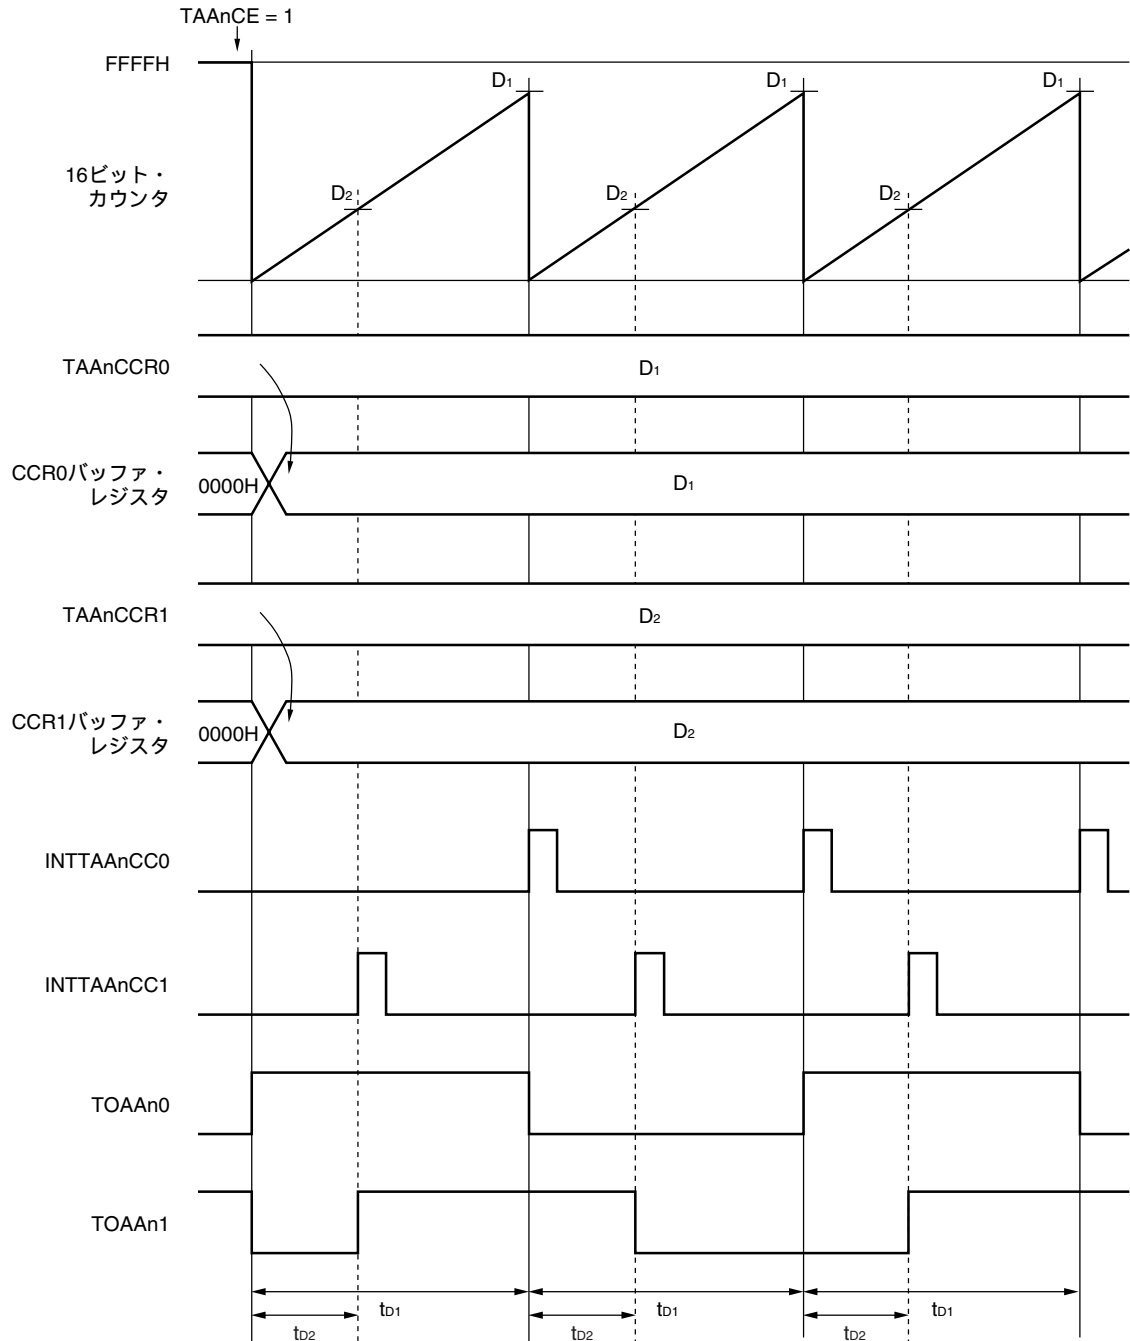 TAAnCE = 1
FFFFH
D1 D1 D1
16ビット・
カウンタ
D2 D2 D2
TAAnCCR0
D1
CCR0バッファ・
レジスタ
0000H
D1
TAAnCCR1
D2
CCR1バッファ・
レジスタ
0000H
D2
INTTAAnCC0
INTTAAnCC1
TOAAn0
TOAAn1
tD1 tD1 tD1
tD2 tD2 tD2